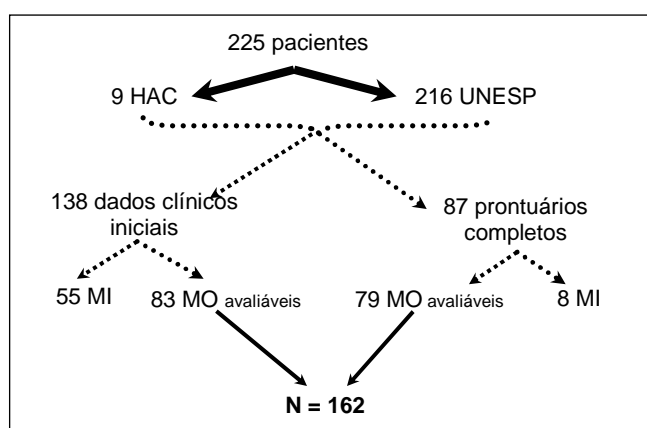 225 pacientes
9 HAC
216 UNESP
138 dados clínicos
iniciais
87 prontuários
completos
55 MI
83 MO avaliáveis
79 MO avaliáveis
8 MI
N = 162